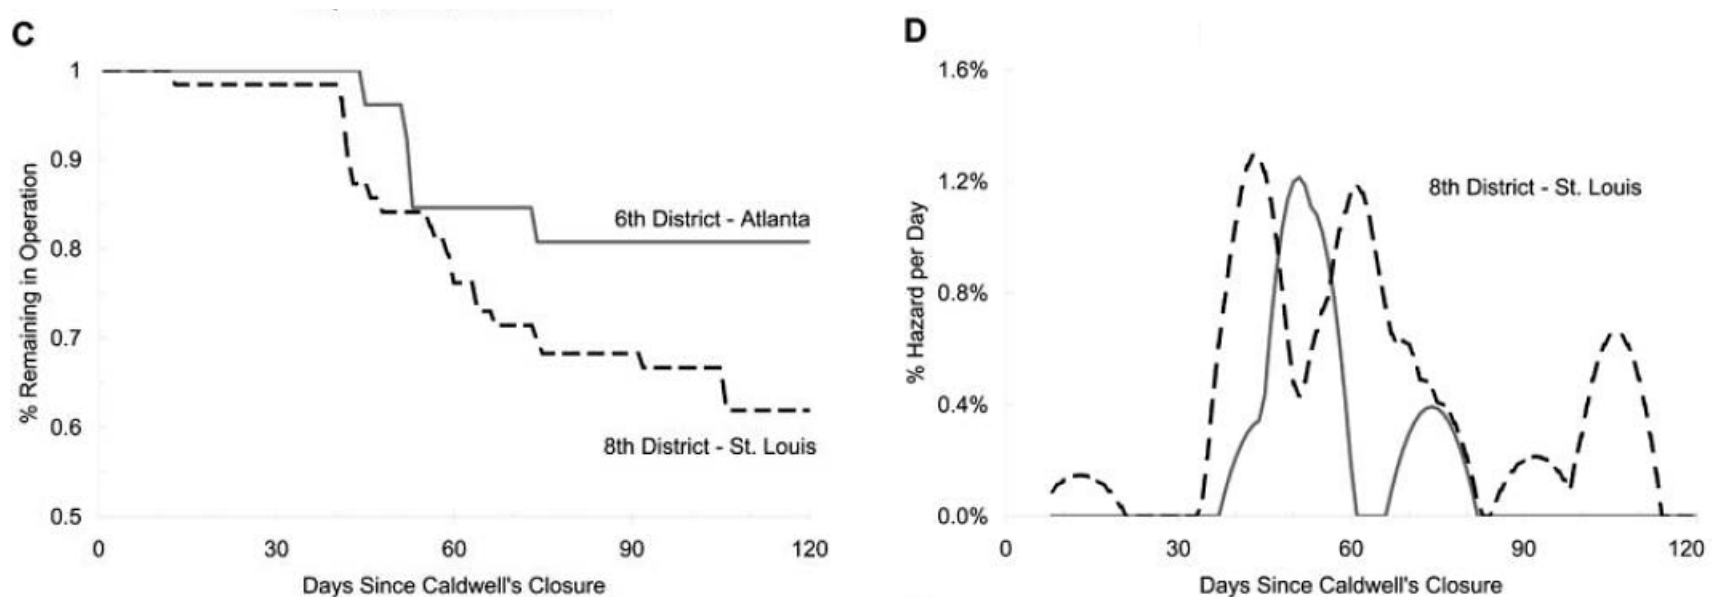 C
1
0.9
0.8
0.7
0.6
0.5
% Remaining in Operation
6th District - Atlanta
8th District - St. Louis
0 30 60 90 120
Days Since Caldwell's Closure
D
1.6%
1.2%
0.8%
0.4%
0.0%
% Hazard per Day
8th District - St. Louis
0 30 60 90 120
Days Since Caldwell's Closure